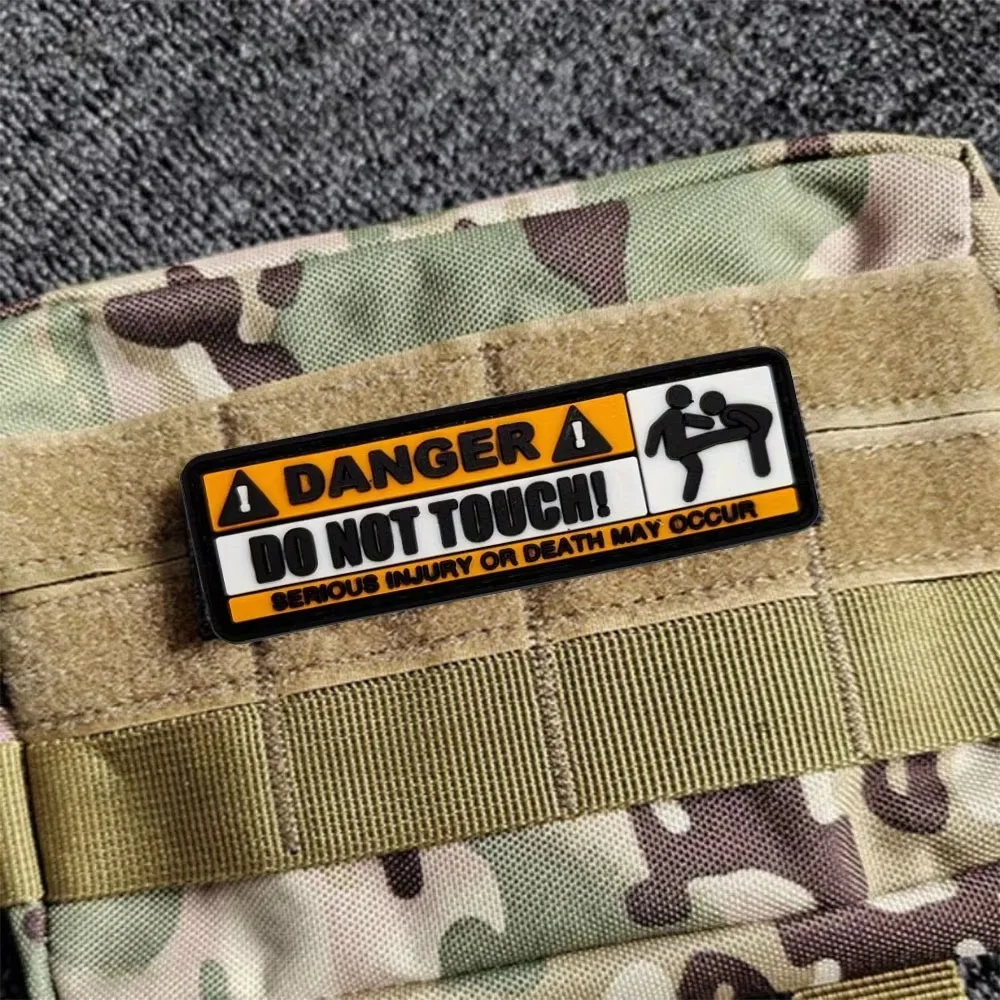 ! DANGER !
DO NOT TOUCH!
SERIOUS INJURY OR DEATH MAY OCCUR